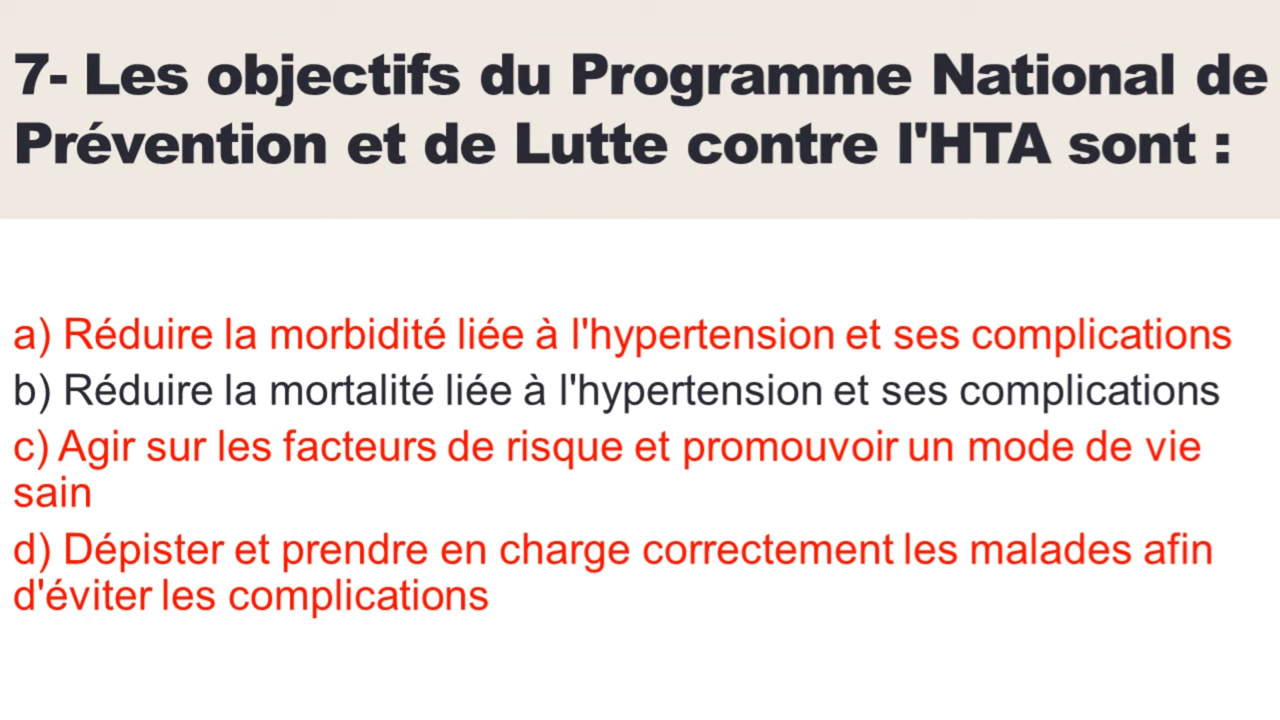 7- Les objectifs du Programme National de
Prévention et de Lutte contre l'HTA sont :
a) Réduire la morbidité liée à l'hypertension et ses complications
b) Réduire la mortalité liée à l'hypertension et ses complications
c) Agir sur les facteurs de risque et promouvoir un mode de vie
sain
d) Dépister et prendre en charge correctement les malades afin
d'éviter les complications